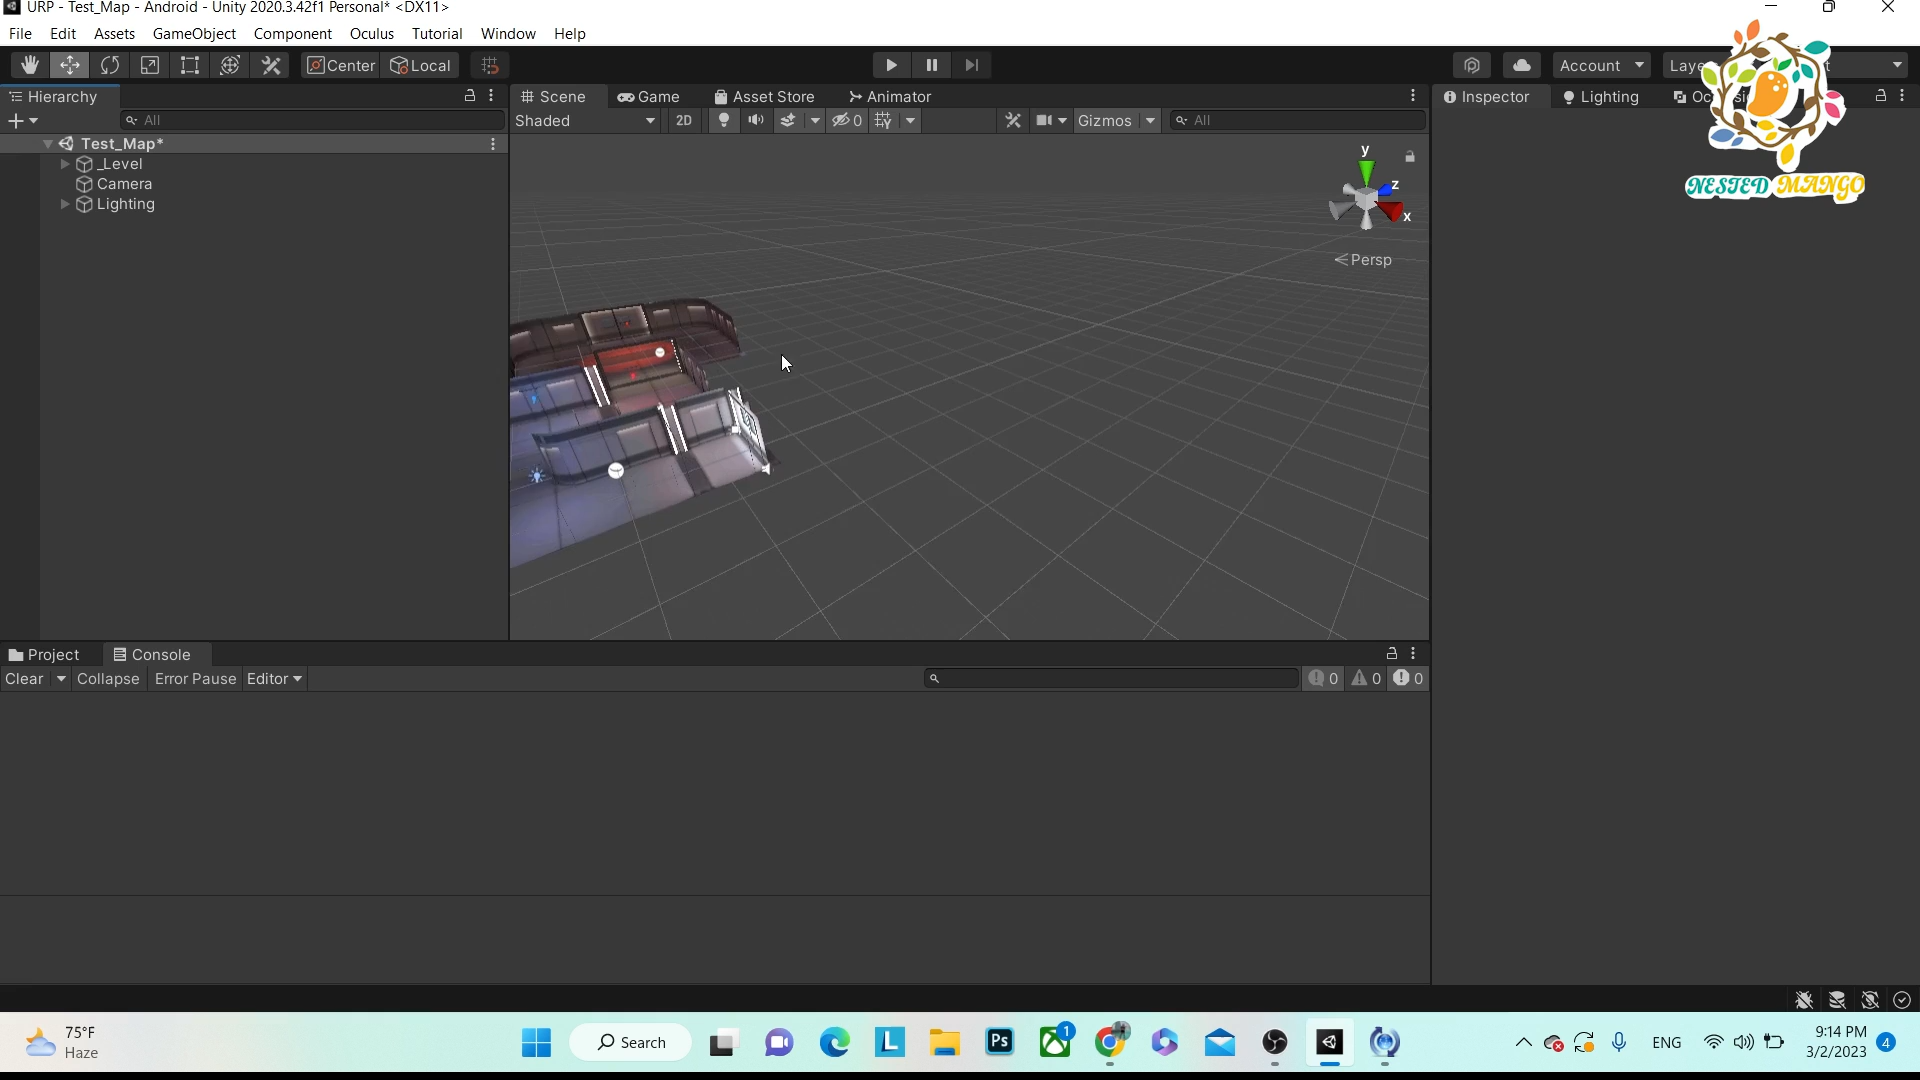 URP - Test_Map - Android - Unity 2020.3.42f1 Personal* <DX11>
File Edit Assets GameObject Component Oculus Tutorial Window Help
Center Local Account
Hierarchy Scene Game Asset Store Animator Inspector Lighting
All Shaded 2D 0 Gizmos All
Test_Map*
_Level
Camera
Lighting
y
z
x
Persp
NESTED MANGO
Project Console
Clear Collapse Error Pause Editor 0 0 0
75°F
Haze
Search
L
Ps
1
ENG
9:14 PM
3/2/2023
4